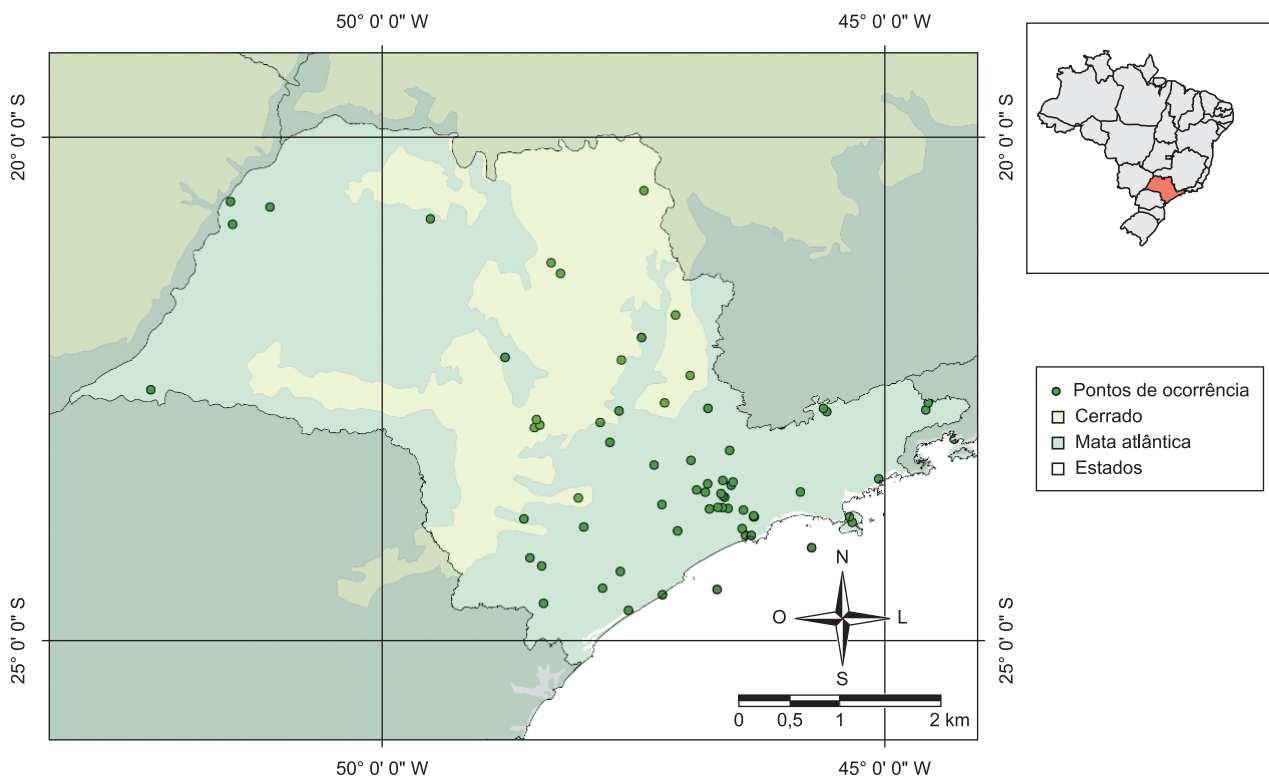 50° 0' 0" W
45° 0' 0" W
20° 0' 0" S
20° 0' 0" S
Pontos de ocorrência
Cerrado
Mata atlântica
Estados
N
O
L
S
25° 0' 0" S
25° 0' 0" S
0 0,5 1 2 km
50° 0' 0" W
45° 0' 0" W